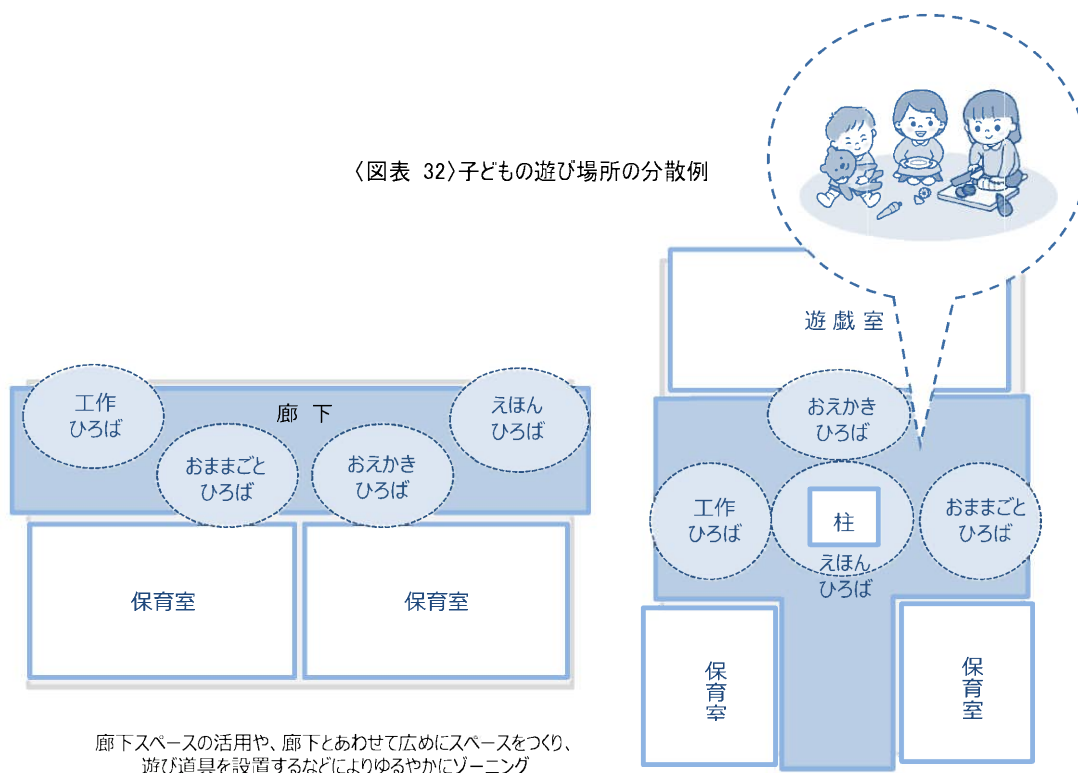 〈図表 32〉子どもの遊び場所の分散例
工作
ひろば
廊 下
えほん
ひろば
おままごと
ひろば
おえかき
ひろば
保育室
保育室
廊下スペースの活用や、廊下とあわせて広めにスペースをつくり、
遊び道具を設置するなどによりゆるやかにゾーニング
遊 戯 室
おえかき
ひろば
工作
ひろば
柱
えほん
ひろば
おままごと
ひろば
保育室
保育室